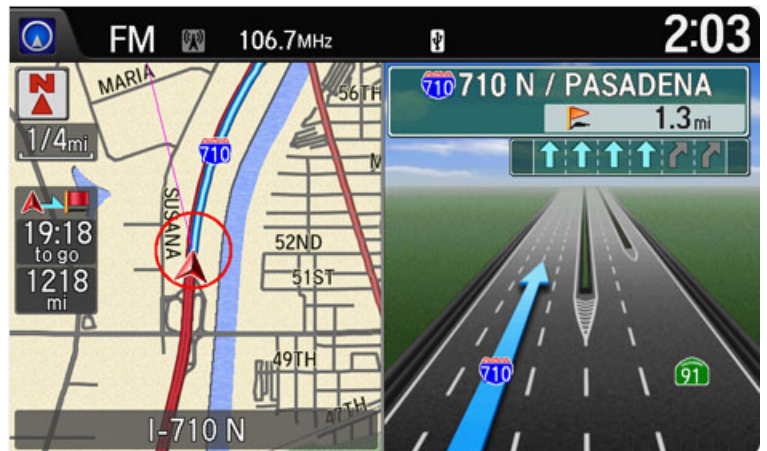 FM
106.7MHz
2:03
N
1/4mi
19:18
to go
1218
mi
MARIA
56TH
710
SUSANA
52ND
51ST
49TH
47TH
I-710 N
710
710 N / PASADENA
1.3mi
710
91